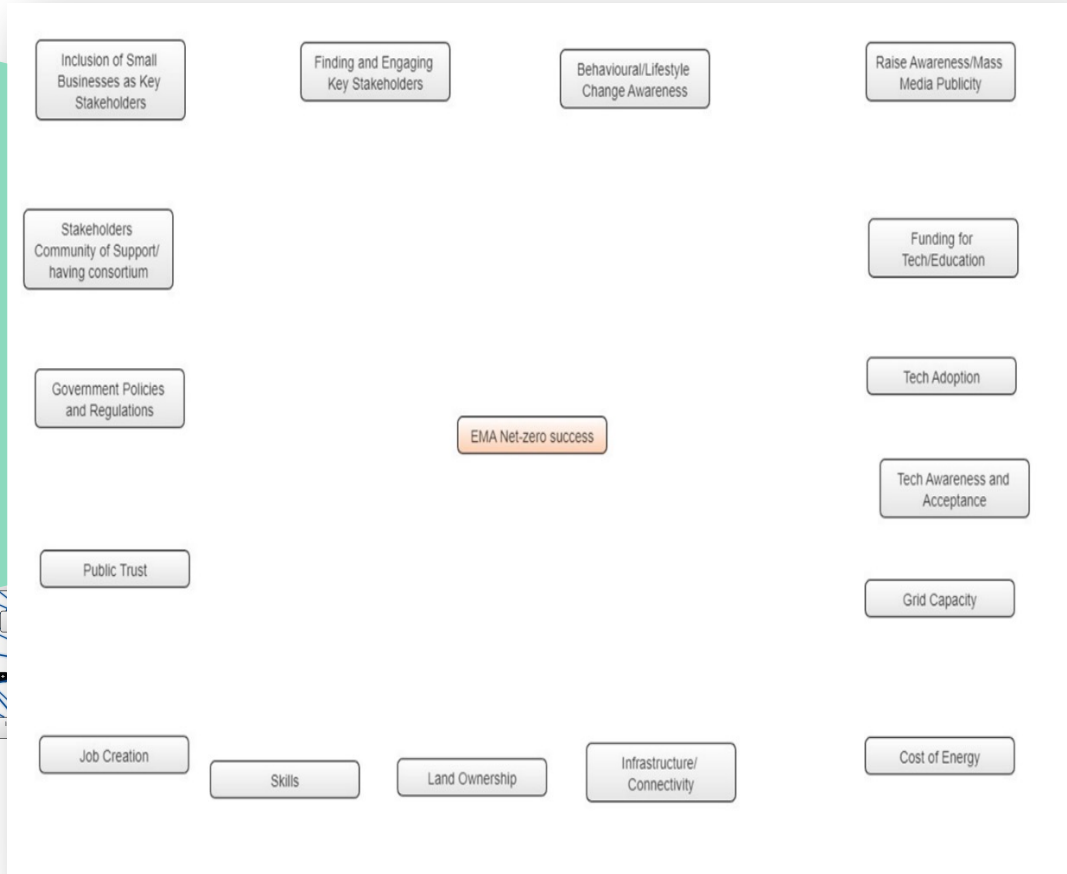 Inclusion of Small
Businesses as Key
Stakeholders
Finding and Engaging
Key Stakeholders
Behavioural/Lifestyle
Change Awareness
Raise Awareness/Mass
Media Publicity
Stakeholders
Community of Support/
having consortium
Funding for
Tech/Education
Government Policies
and Regulations
Tech Adoption
EMA Net-zero success
Tech Awareness and
Acceptance
Public Trust
Grid Capacity
Job Creation
Skills
Land Ownership
Infrastructure/
Connectivity
Cost of Energy